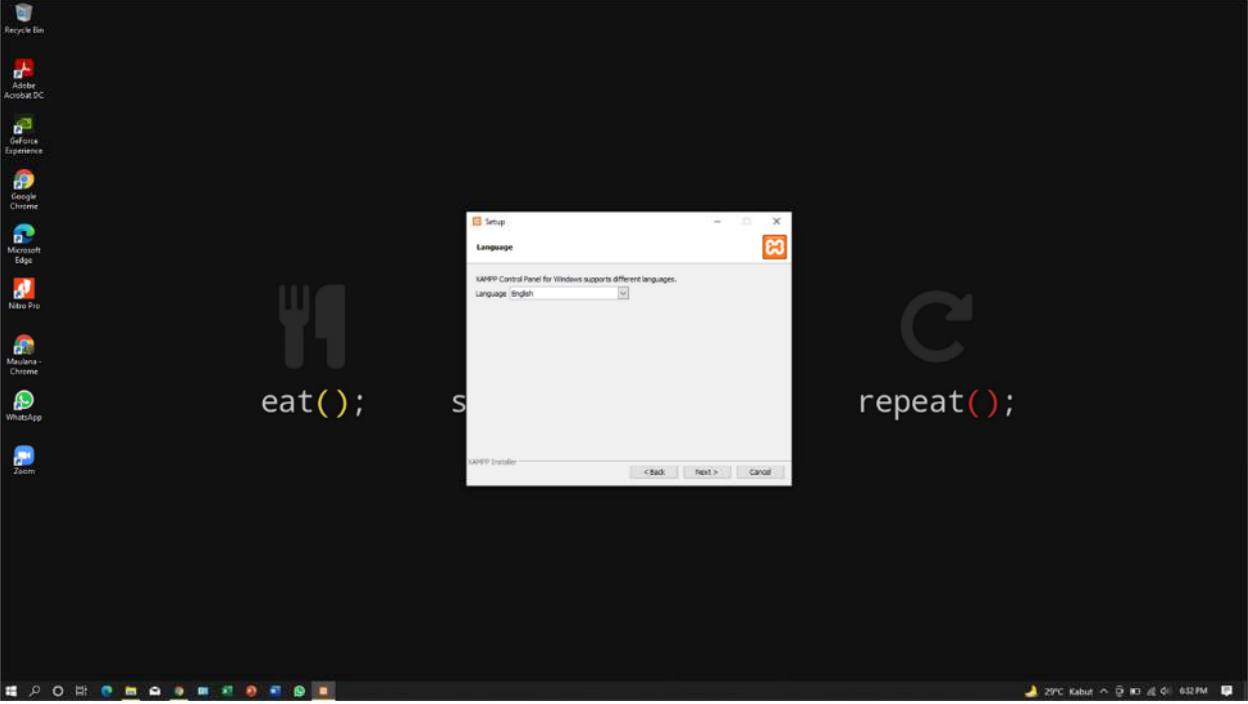 Recycle Bin
Adobe
Acrobat DC
GeForce
Experience
Google
Chrome
Microsoft
Edge
Nitro Pro
Maulana -
Chrome
WhatsApp
Zoom
Setup
Language
XAMPP Control Panel for Windows supports different languages.
Language English
XAMPP Installer
< Back Next > Cancel
eat(); s repeat();
29°C Kabut 6:32 PM